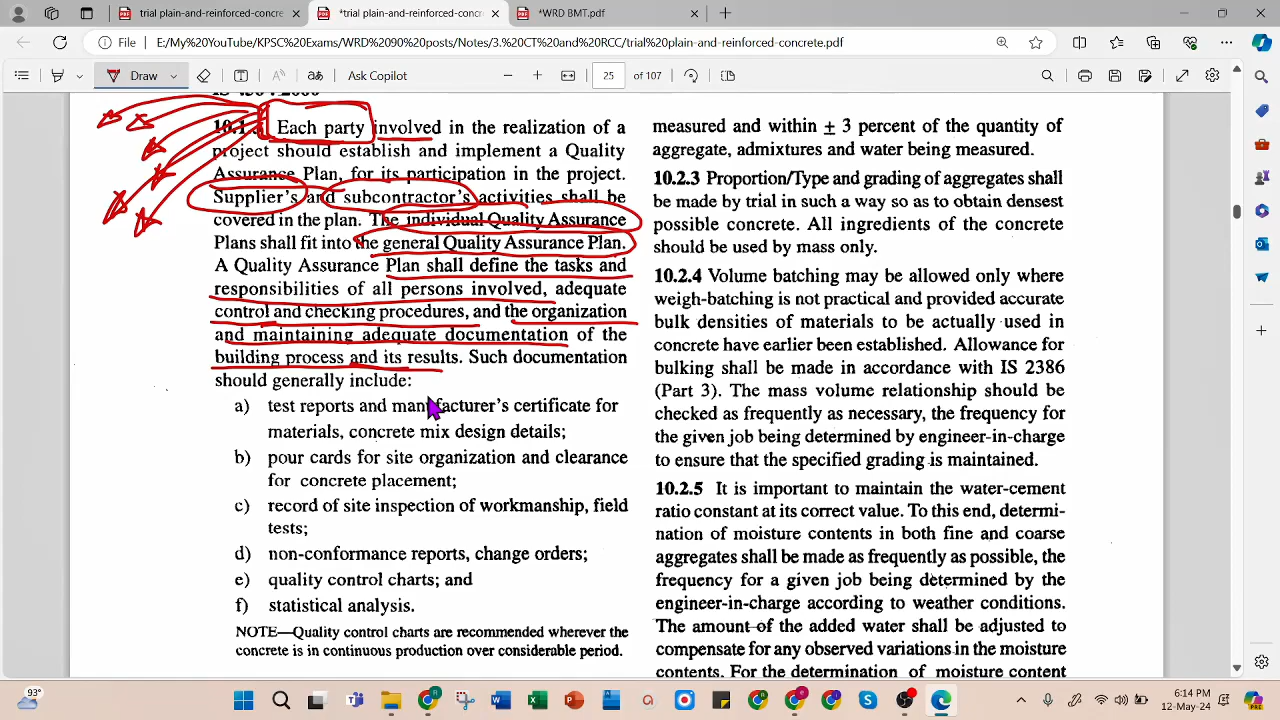 trial plain-and-reinforced-concre
*trial plain-and-reinforced-concr
*WRD BMT.pdf
File
E:/My%20YouTube/KPSC%20Exams/WRD%2090%20posts/Notes/3.%20CT%20and%20RCC/trial%20plain-and-reinforced-concrete.pdf
Draw
Ask Copilot
25
of 107
Each party involved in the realization of a
project should establish and implement a Quality
Assurance Plan, for its participation in the project.
Supplier's and subcontractor's activities shall be
covered in the plan. The individual Quality Assurance
Plans shall fit into the general Quality Assurance Plan.
A Quality Assurance Plan shall define the tasks and
responsibilities of all persons involved, adequate
control and checking procedures, and the organization
and maintaining adequate documentation of the
building process and its results. Such documentation
should generally include:
a) test reports and manufacturer's certificate for
materials, concrete mix design details;
b) pour cards for site organization and clearance
for concrete placement;
c) record of site inspection of workmanship, field
tests;
d) non-conformance reports, change orders;
e) quality control charts; and
f) statistical analysis.
NOTE—Quality control charts are recommended wherever the
concrete is in continuous production over considerable period.
measured and within ± 3 percent of the quantity of
aggregate, admixtures and water being measured.
10.2.3 Proportion/Type and grading of aggregates shall
be made by trial in such a way so as to obtain densest
possible concrete. All ingredients of the concrete
should be used by mass only.
10.2.4 Volume batching may be allowed only where
weigh-batching is not practical and provided accurate
bulk densities of materials to be actually used in
concrete have earlier been established. Allowance for
bulking shall be made in accordance with IS 2386
(Part 3). The mass volume relationship should be
checked as frequently as necessary, the frequency for
the given job being determined by engineer-in-charge
to ensure that the specified grading is maintained.
10.2.5 It is important to maintain the water-cement
ratio constant at its correct value. To this end, determi-
nation of moisture contents in both fine and coarse
aggregates shall be made as frequently as possible, the
frequency for a given job being determined by the
engineer-in-charge according to weather conditions.
The amount of the added water shall be adjusted to
compensate for any observed variations in the moisture
contents. For the determination of moisture content
93°
6:14 PM
12-May-24